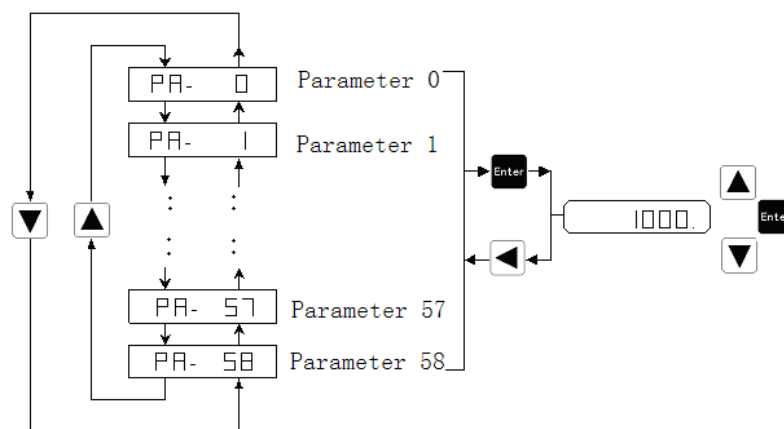 PA- 0 Parameter 0
PA- 1 Parameter 1
Enter
1000.
Enter
PA- 57 Parameter 57
PA- 58 Parameter 58